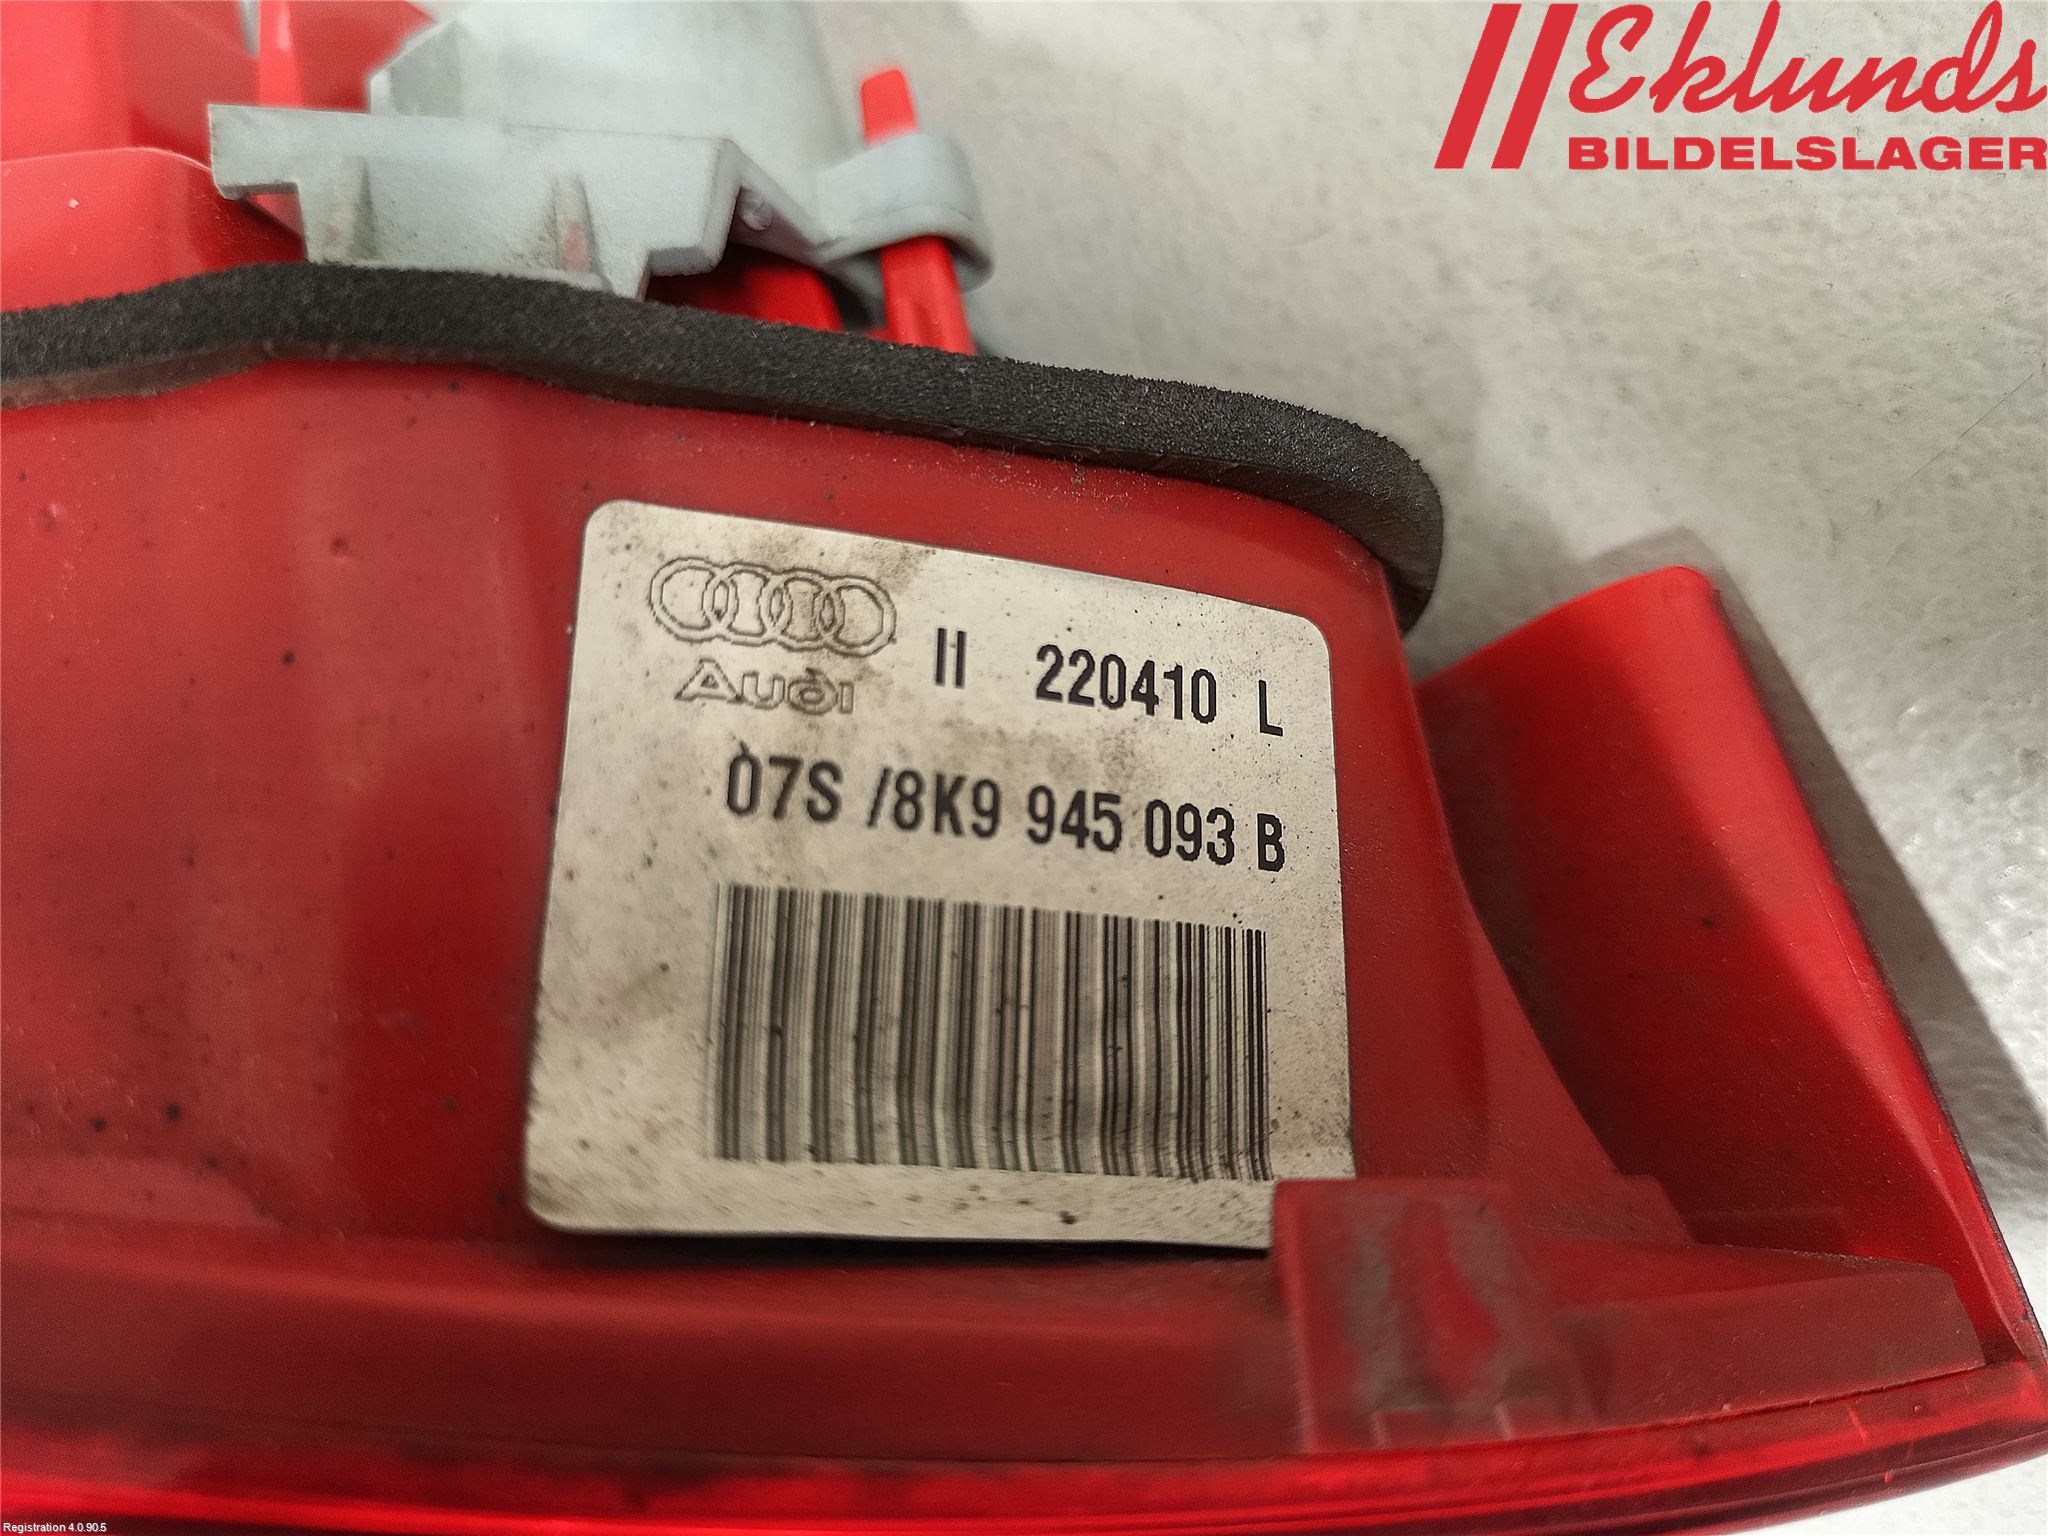 Eklunds
BILDELSLAGER
Audi II 220410 L
07S /8K9 945 093 B
Registration 4.0.90.5